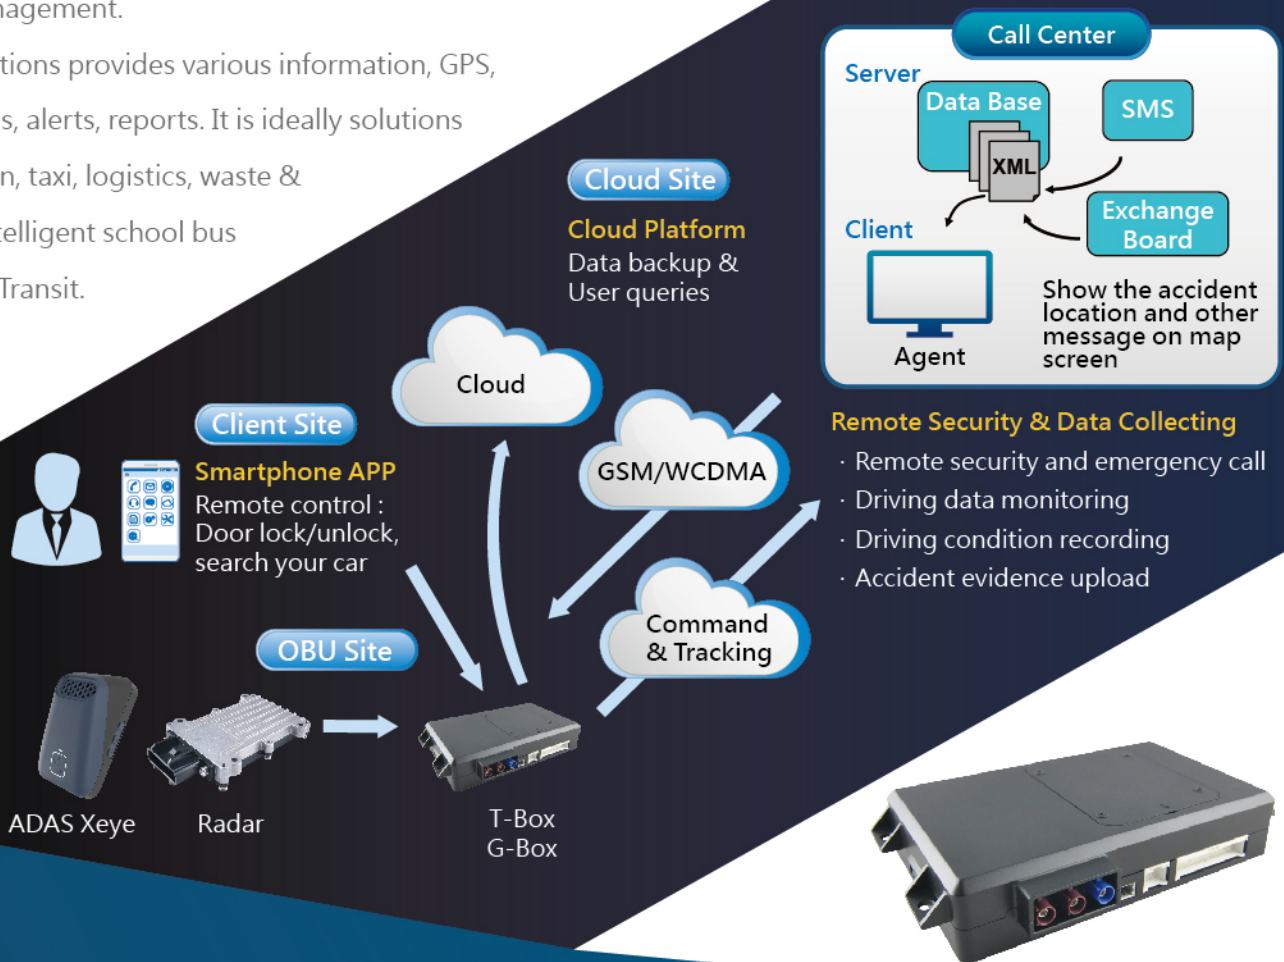 tions provides various information, GPS,
s, alerts, reports. It is ideally solutions
n, taxi, logistics, waste &
telligent school bus
Transit.
Call Center
Server
Data Base
SMS
XML
Exchange
Board
Client
Agent
Show the accident
location and other
message on map
screen
Cloud Site
Cloud Platform
Data backup &
User queries
Cloud
GSM/WCDMA
Command
& Tracking
Client Site
Smartphone APP
Remote control :
Door lock/unlock,
search your car
Remote Security & Data Collecting
· Remote security and emergency call
· Driving data monitoring
· Driving condition recording
· Accident evidence upload
OBU Site
ADAS Xeye
Radar
T-Box
G-Box